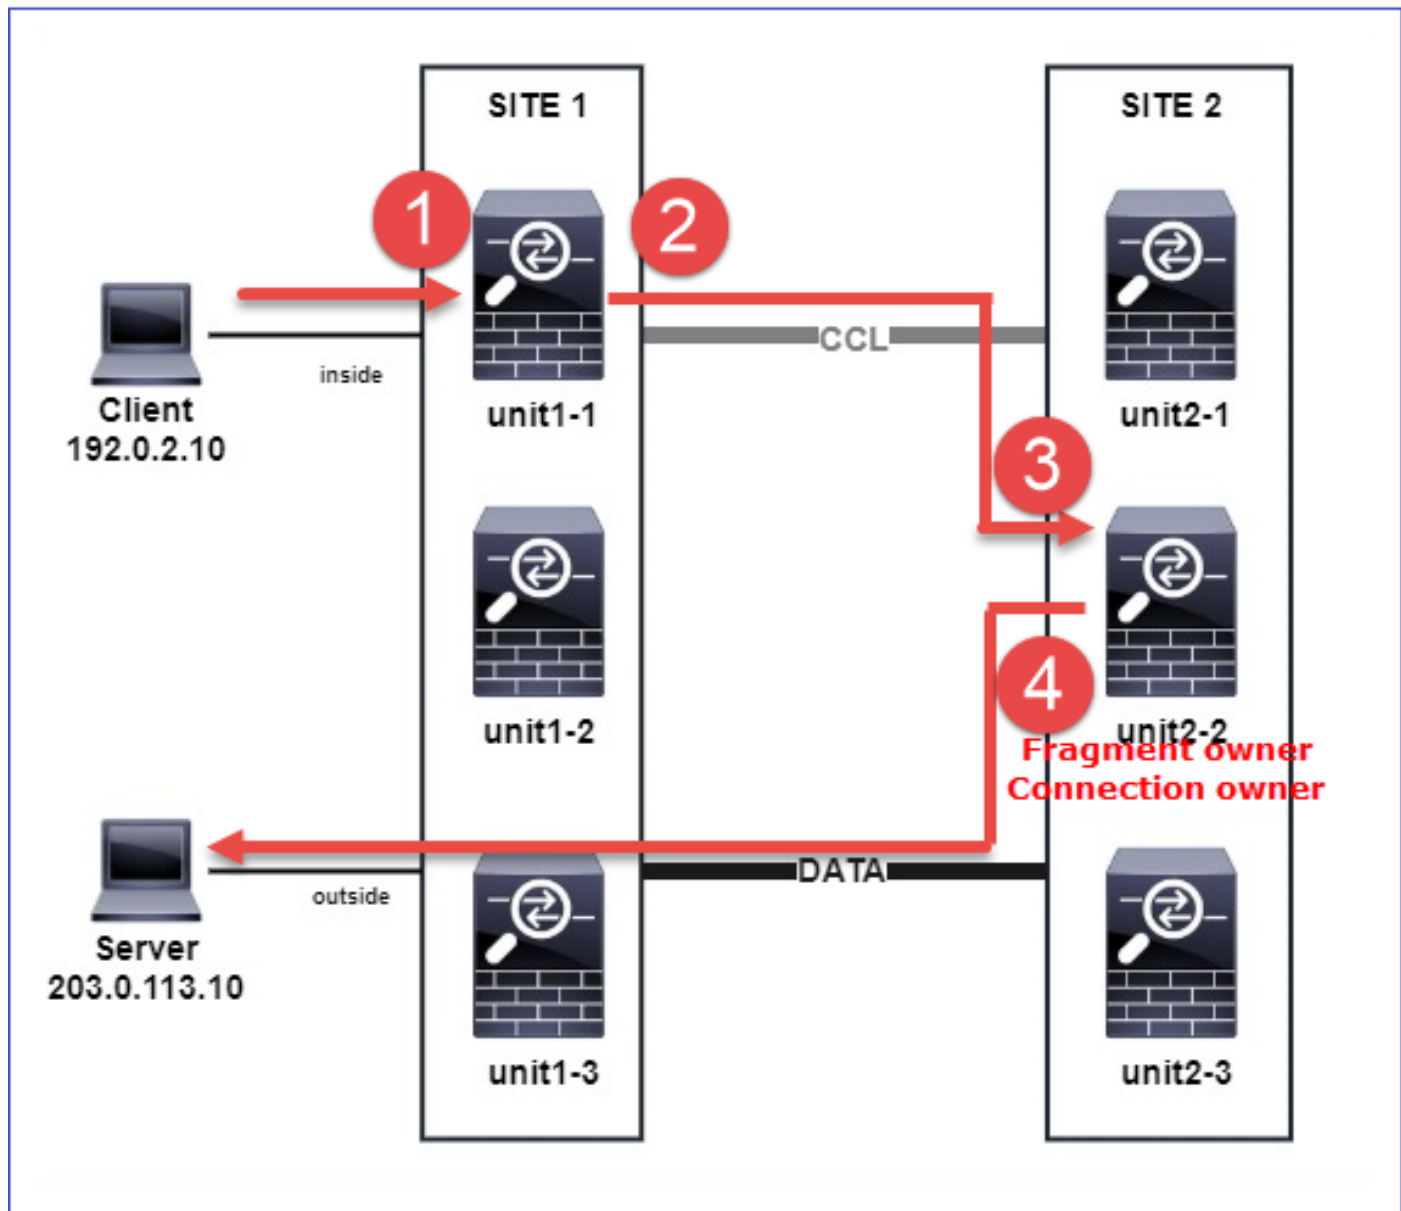 SITE 1
SITE 2
1
2
CCL
inside
Client
192.0.2.10
unit1-1
unit2-1
3
4
unit1-2
unit2-2
Fragment owner
Connection owner
DATA
outside
Server
203.0.113.10
unit1-3
unit2-3